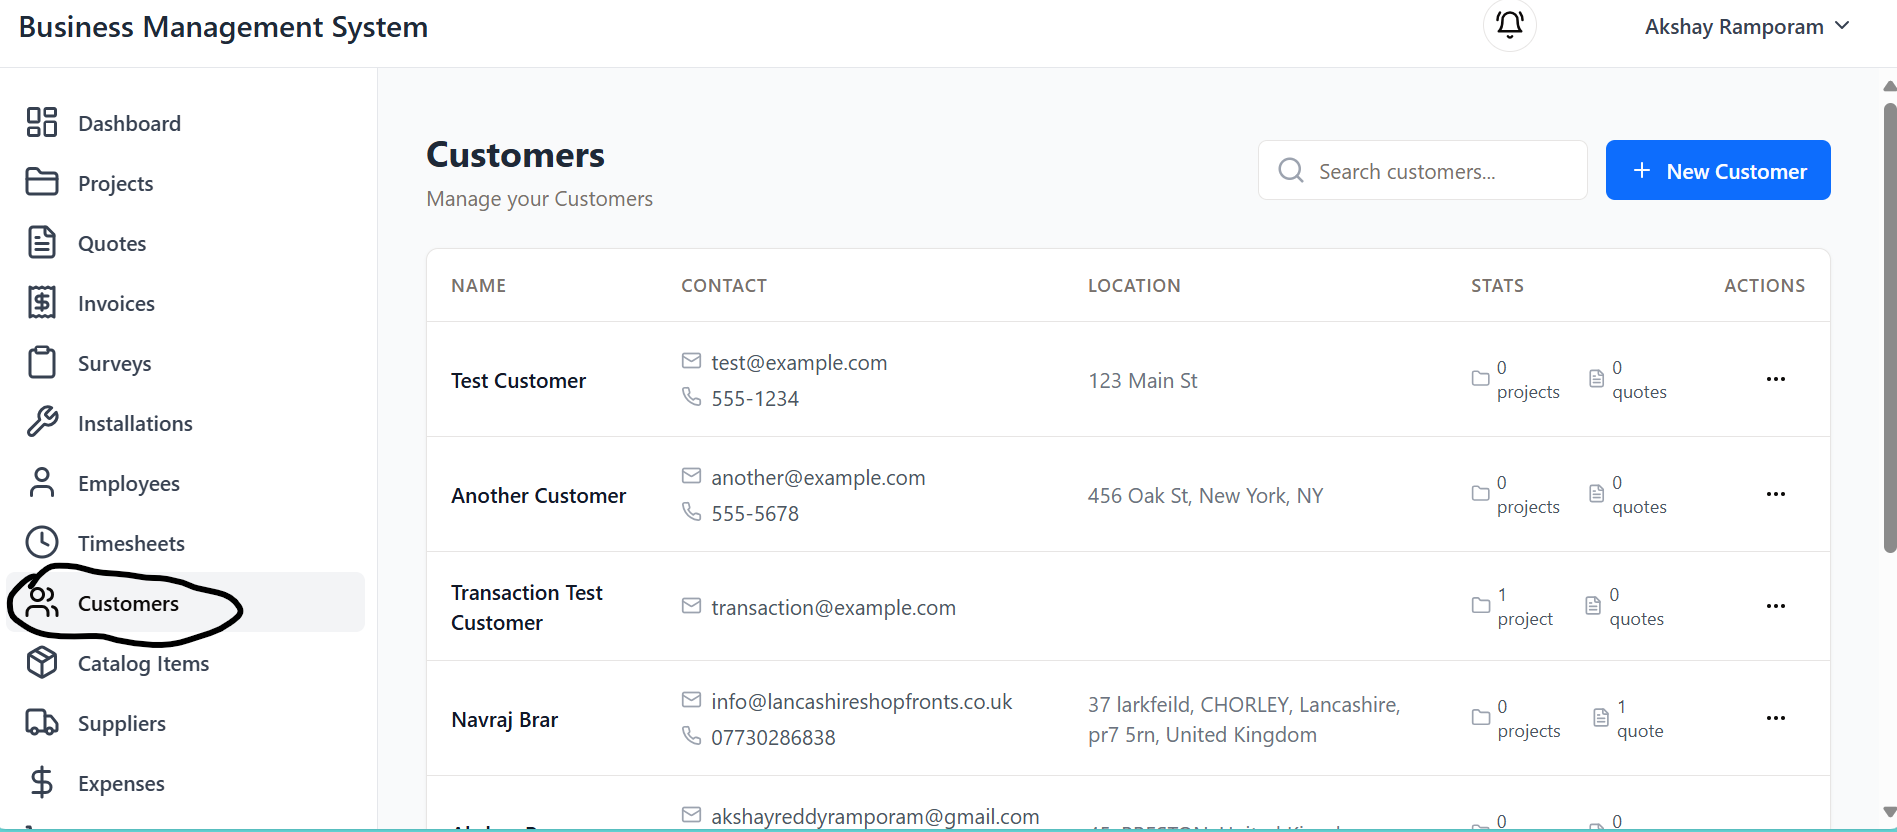 Business Management System
Akshay Ramporam
Dashboard
Projects
Quotes
Invoices
Surveys
Installations
Employees
Timesheets
Customers
Catalog Items
Suppliers
Expenses
Customers
Manage your Customers
Search customers...
+ New Customer
NAME CONTACT LOCATION STATS ACTIONS
Test Customer
test@example.com
555-1234
123 Main St
0 projects
0 quotes
Another Customer
another@example.com
555-5678
456 Oak St, New York, NY
0 projects
0 quotes
Transaction Test
Customer
transaction@example.com
1 project
0 quotes
Navraj Brar
info@lancashireshopfronts.co.uk
07730286838
37 larkfeild, CHORLEY, Lancashire,
pr7 5rn, United Kingdom
0 projects
1 quote
akshayreddyramporam@gmail.com
0
0